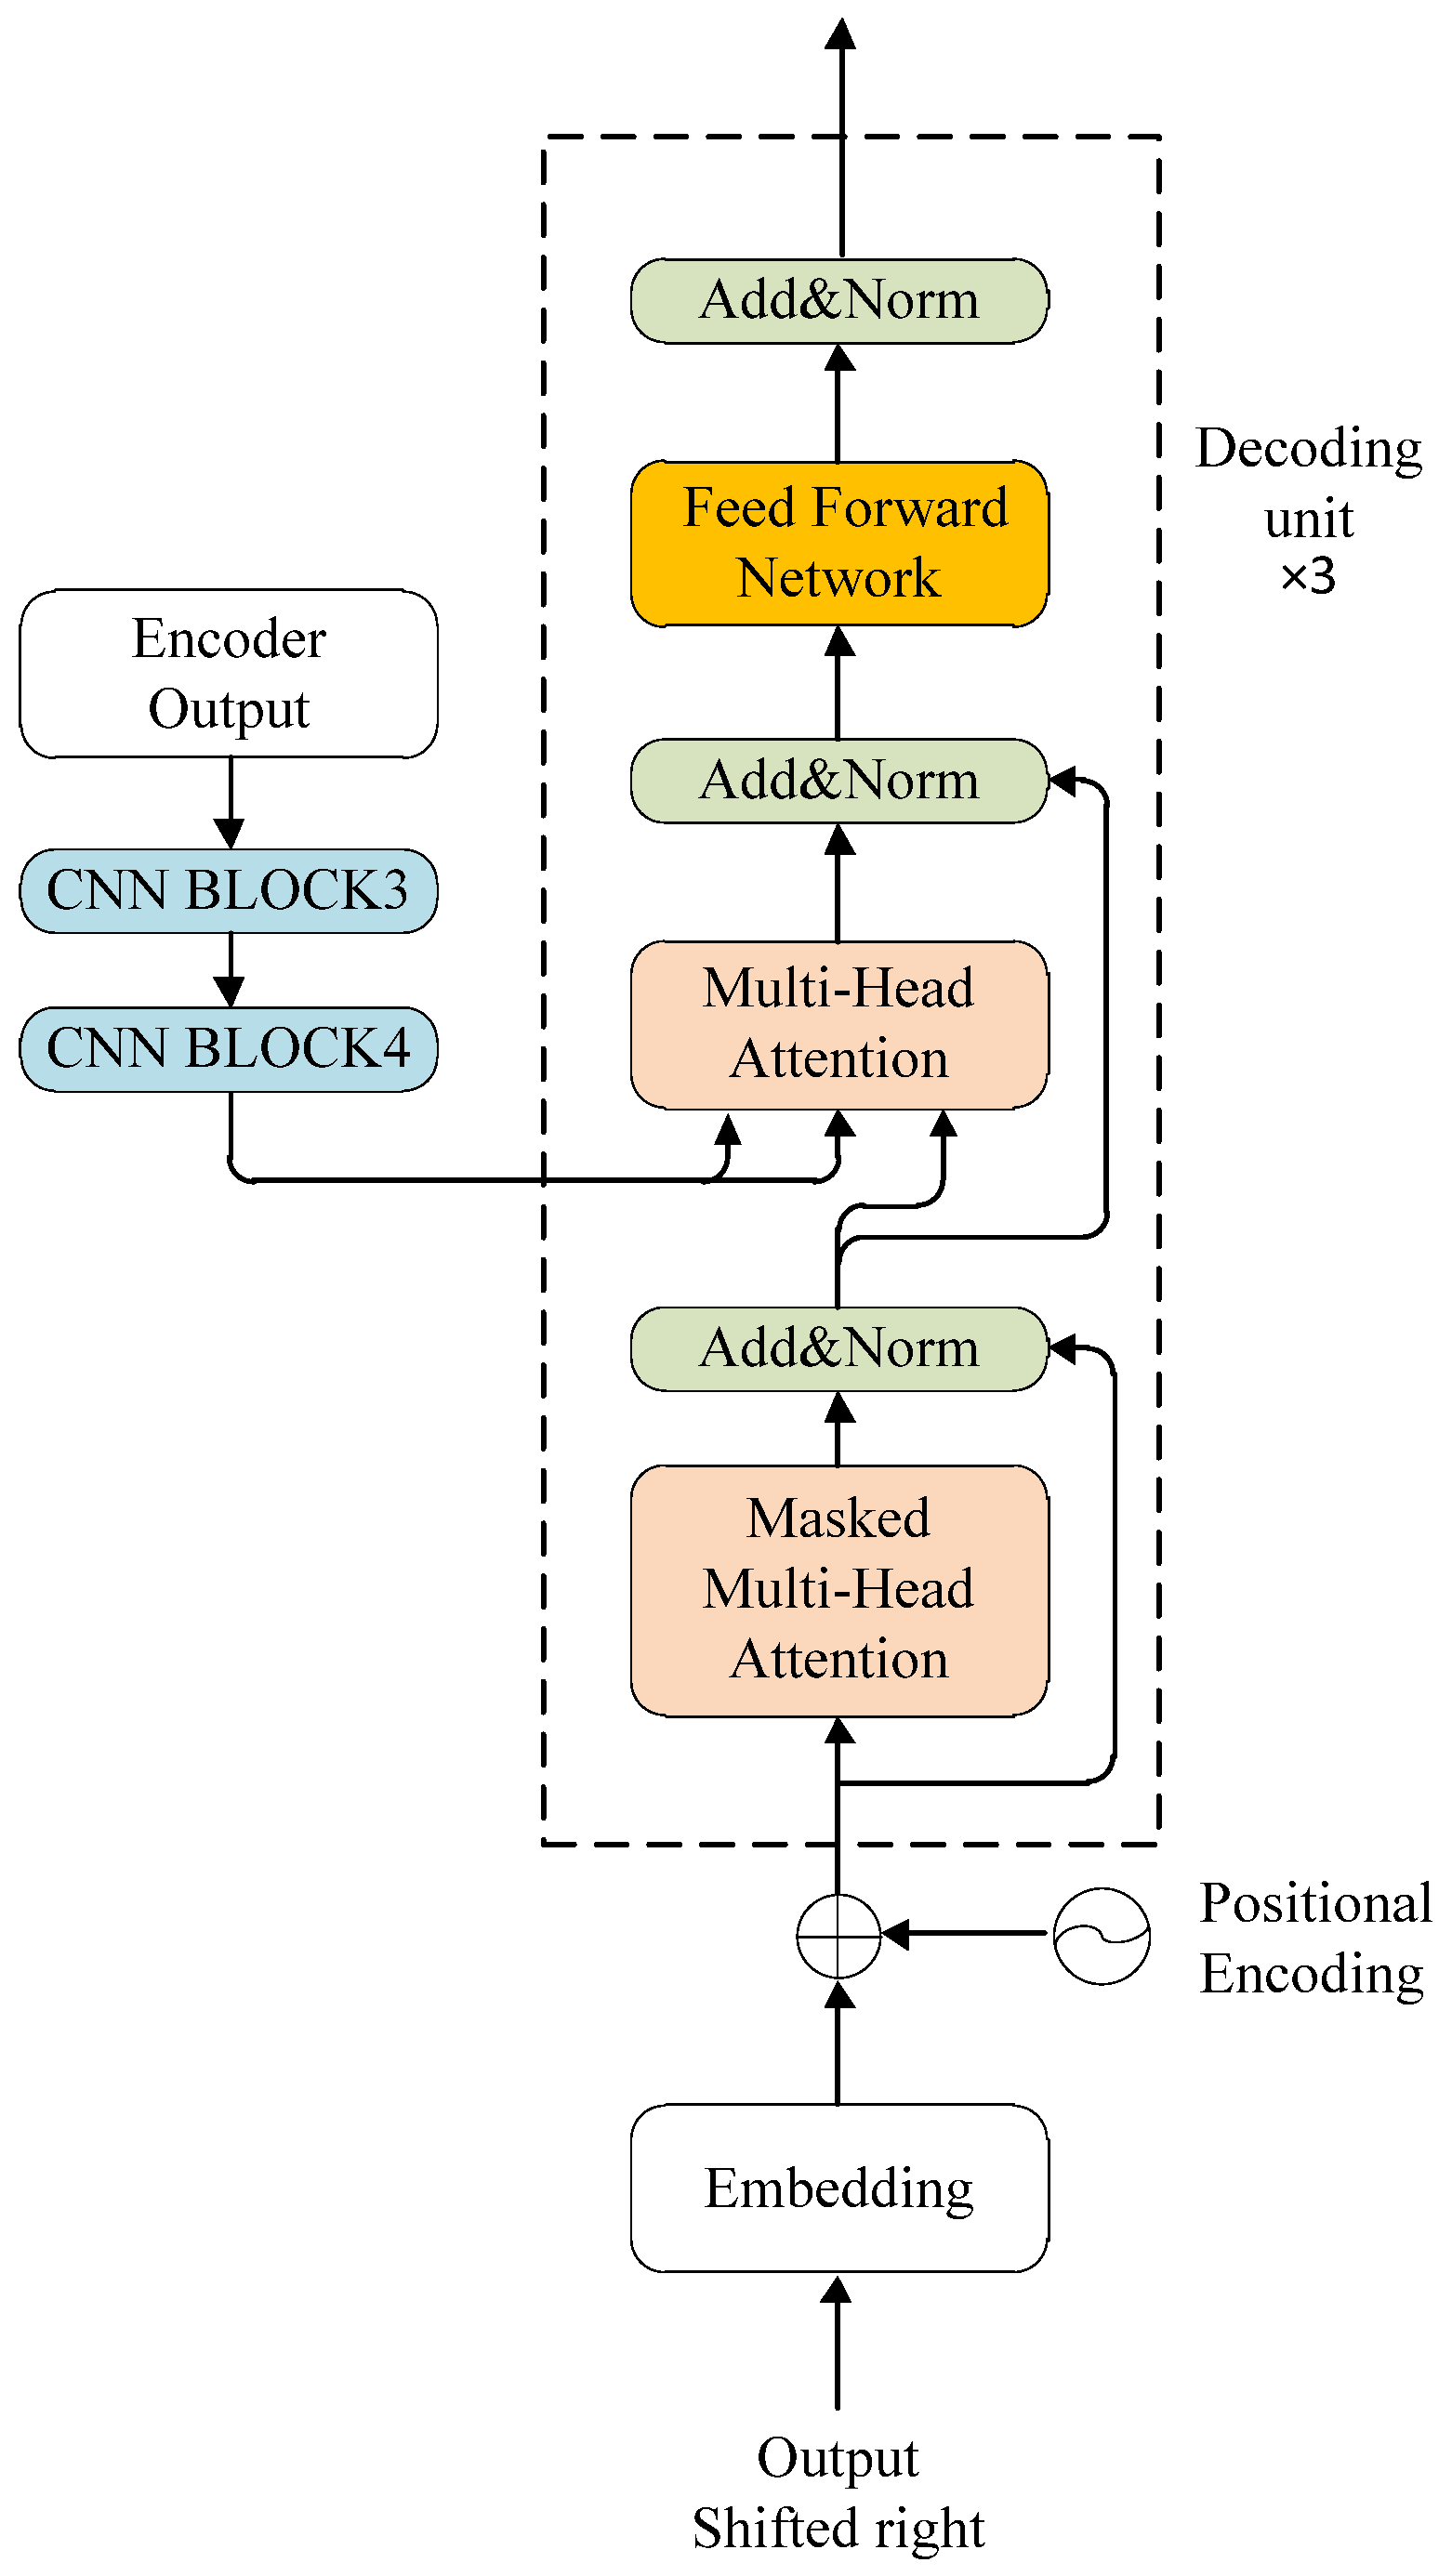 Add&Norm
Feed Forward
Network
Decoding
unit
×3
Encoder
Output
Add&Norm
CNN BLOCK3
Multi-Head
Attention
CNN BLOCK4
Add&Norm
Masked
Multi-Head
Attention
Positional
Encoding
Embedding
Output
Shifted right